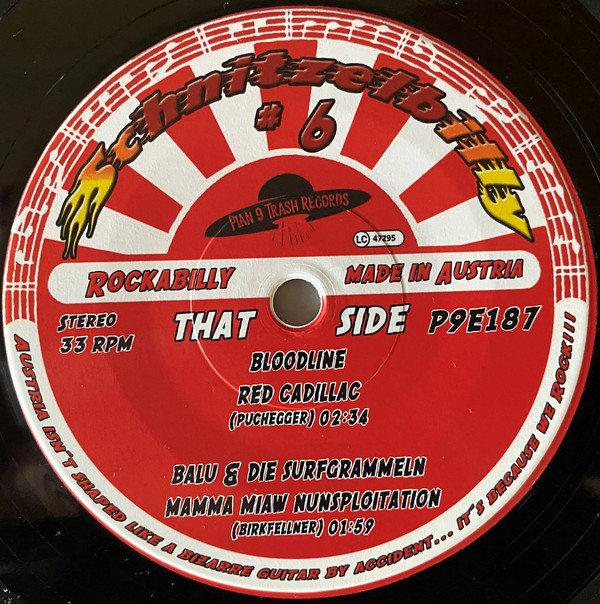 Schnitzelbilly
# 6
Plan 9 Trash Records
LC 47295
Rockabilly Made in Austria
Stereo
33 RPM
THAT SIDE P9E187
BLOODLINE
RED CADILLAC
(PUCHEGGER) 02:34
BALU & DIE SURFGRAMMELN
MAMMA MIAW NUNSPLOITATION
(BIRKFELLNER) 01:59
Austria isn't shaped like a bizarre guitar by accident... it's because we Rock!!!